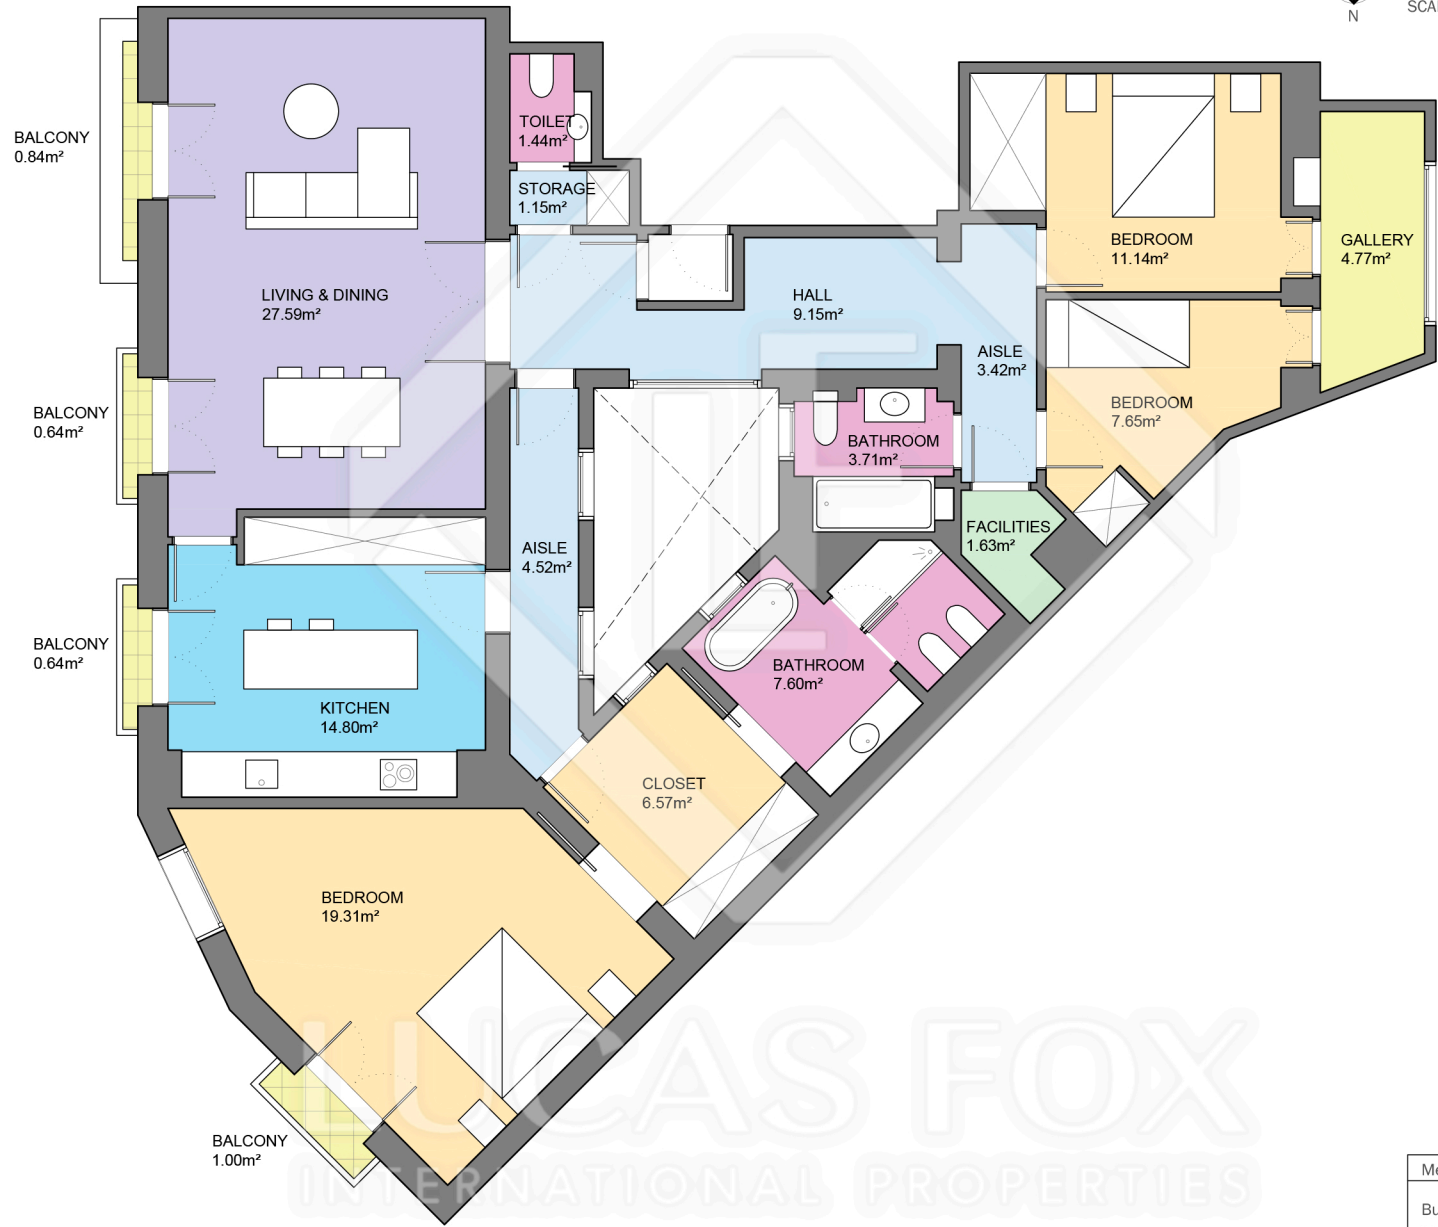 N
TOILET
1.44m²
STORAGE
1.15m²
BALCONY
0.84m²
BEDROOM
11.14m²
GALLERY
4.77m²
LIVING & DINING
27.59m²
HALL
9.15m²
AISLE
3.42m²
BALCONY
0.64m²
BEDROOM
7.65m²
BATHROOM
3.71m²
FACILITIES
1.63m²
AISLE
4.52m²
BALCONY
0.64m²
BATHROOM
7.60m²
KITCHEN
14.80m²
CLOSET
6.57m²
BEDROOM
19.31m²
LUCAS FOX
INTERNATIONAL PROPERTIES
BALCONY
1.00m²